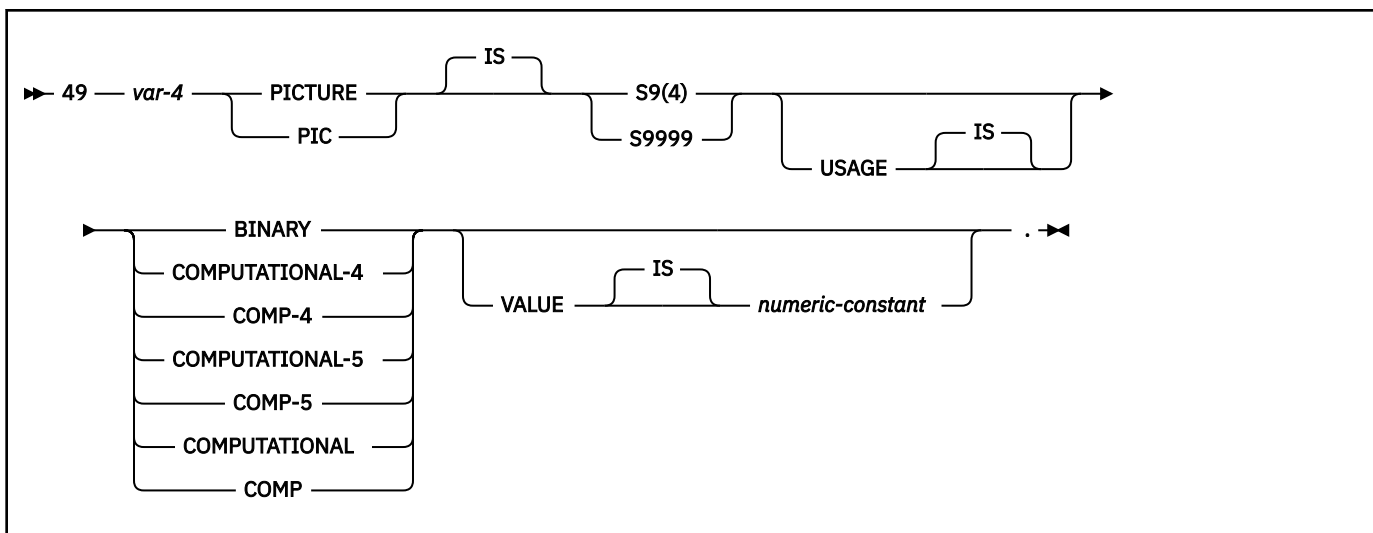 IS
49 var-4 PICTURE S9(4)
PIC S9999
IS
USAGE
BINARY .
COMPUTATIONAL-4 IS
COMP-4 VALUE numeric-constant
COMPUTATIONAL-5
COMP-5
COMPUTATIONAL
COMP